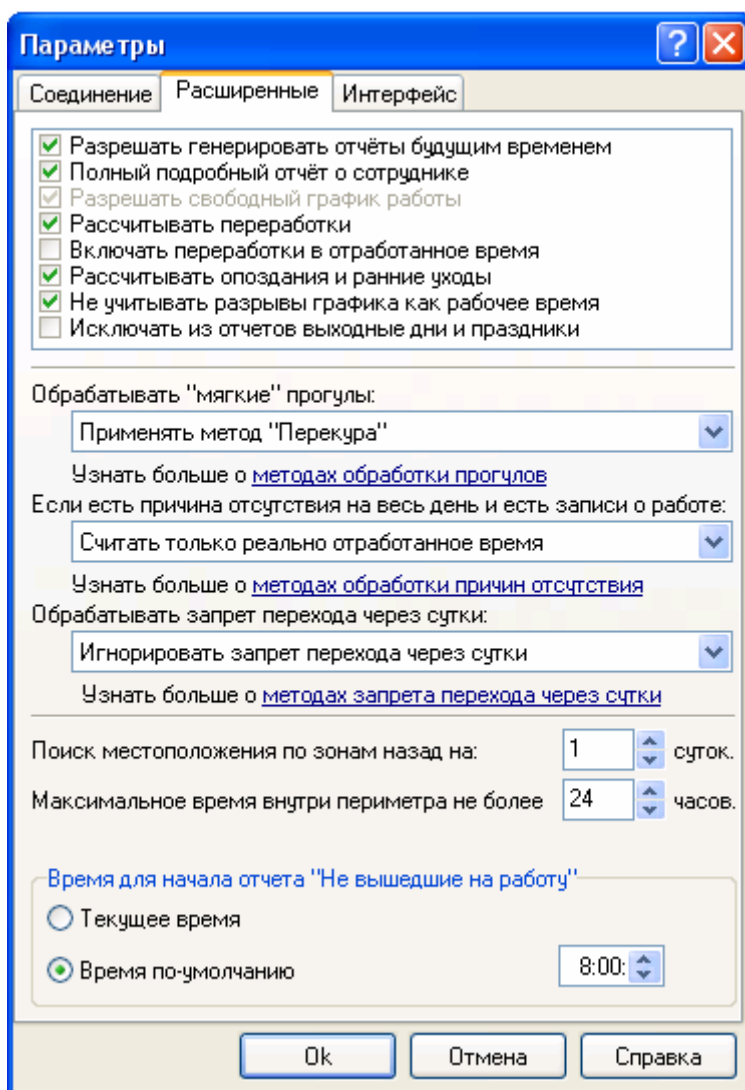 Параметры
Соединение Расширенные Интерфейс
Разрешать генерировать отчёты будущим временем
Полный подробный отчёт о сотруднике
Разрешать свободный график работы
Рассчитывать переработки
Включать переработки в отработанное время
Рассчитывать опоздания и ранние уходы
Не учитывать разрывы графика как рабочее время
Исключать из отчетов выходные дни и праздники
Обрабатывать "мягкие" прогулы:
Применять метод "Перекура"
Узнать больше о методах обработки прогулов
Если есть причина отсутствия на весь день и есть записи о работе:
Считать только реально отработанное время
Узнать больше о методах обработки причин отсутствия
Обрабатывать запрет перехода через сутки:
Игнорировать запрет перехода через сутки
Узнать больше о методах запрета перехода через сутки
Поиск местоположения по зонам назад на: 1 суток.
Максимальное время внутри периметра не более 24 часов.
Время для начала отчета "Не вышедшие на работу"
Текущее время
Время по-умолчанию 8:00:
Ok Отмена Справка